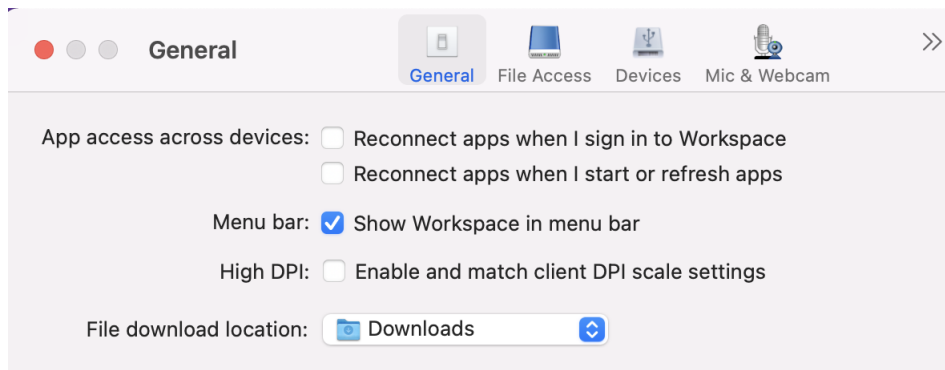 General
General File Access Devices Mic & Webcam
App access across devices: Reconnect apps when I sign in to Workspace
Reconnect apps when I start or refresh apps
Menu bar: Show Workspace in menu bar
High DPI: Enable and match client DPI scale settings
File download location: Downloads